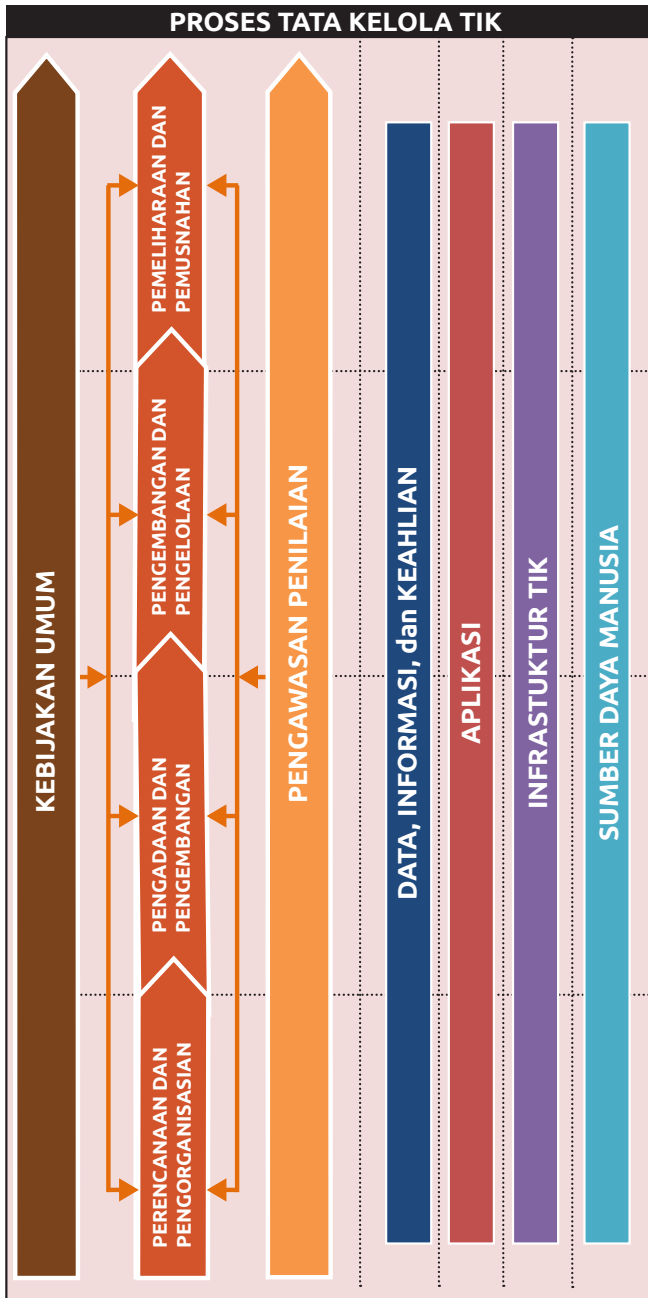 PROSES TATA KELOLA TIK
KEBIJAKAN UMUM
PEMELIHARAAN DAN
PEMUSNAHAN
PENGEMBANGAN DAN
PENGELOLAAN
PENGADAAN DAN
PENGEMBANGAN
PERENCANAAN DAN
PENGORGANISASIAN
PENGAWASAN PENILAIAN
DATA, INFORMASI, dan KEAHLIAN
APLIKASI
INFRASTUKTUR TIK
SUMBER DAYA MANUSIA